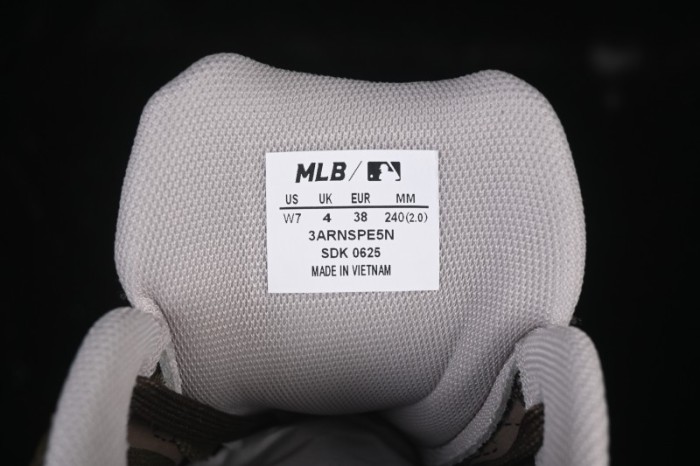 MLB /
US UK EUR MM
W7 4 38 240(2.0)
3ARNSPE5N
SDK 0625
MADE IN VIETNAM